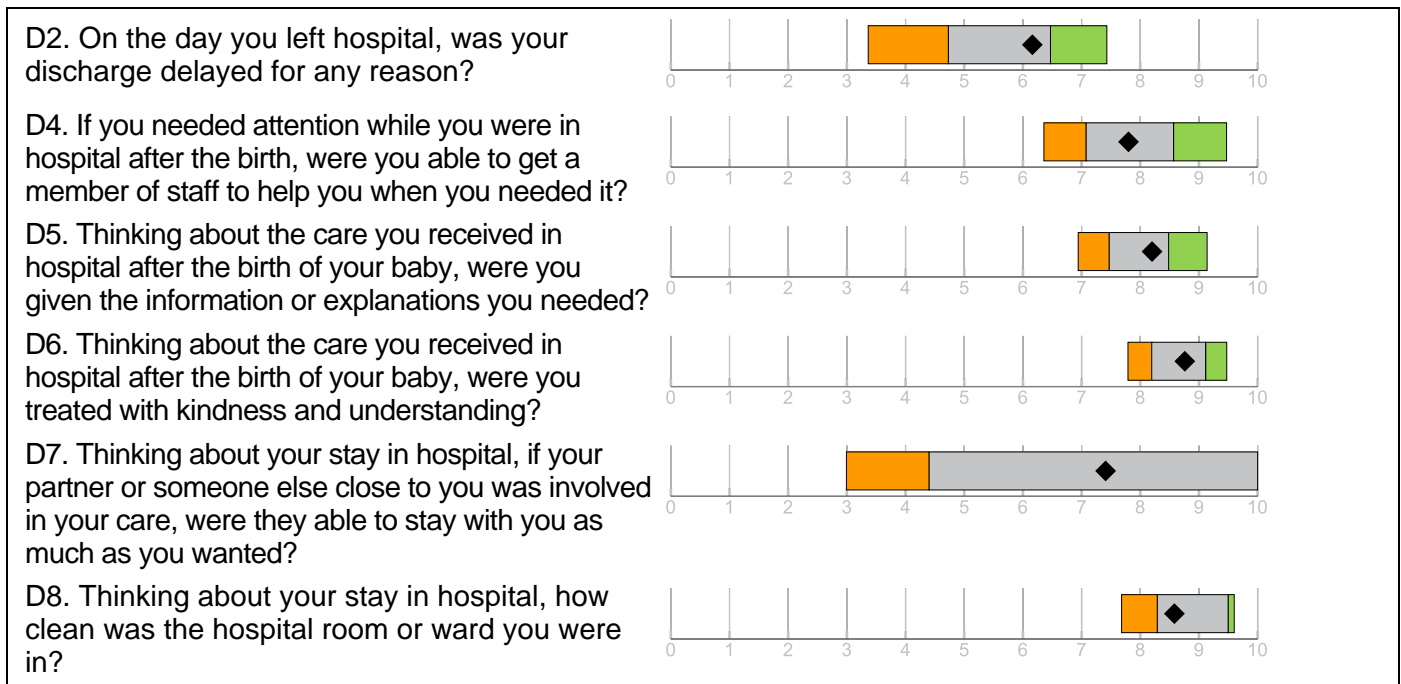 D2. On the day you left hospital, was your
discharge delayed for any reason?
0 1 2 3 4 5 6 7 8 9 10
D4. If you needed attention while you were in
hospital after the birth, were you able to get a
member of staff to help you when you needed it?
0 1 2 3 4 5 6 7 8 9 10
D5. Thinking about the care you received in
hospital after the birth of your baby, were you
given the information or explanations you needed?
0 1 2 3 4 5 6 7 8 9 10
D6. Thinking about the care you received in
hospital after the birth of your baby, were you
treated with kindness and understanding?
0 1 2 3 4 5 6 7 8 9 10
D7. Thinking about your stay in hospital, if your
partner or someone else close to you was involved
in your care, were they able to stay with you as
much as you wanted?
0 1 2 3 4 5 6 7 8 9 10
D8. Thinking about your stay in hospital, how
clean was the hospital room or ward you were
in?
0 1 2 3 4 5 6 7 8 9 10